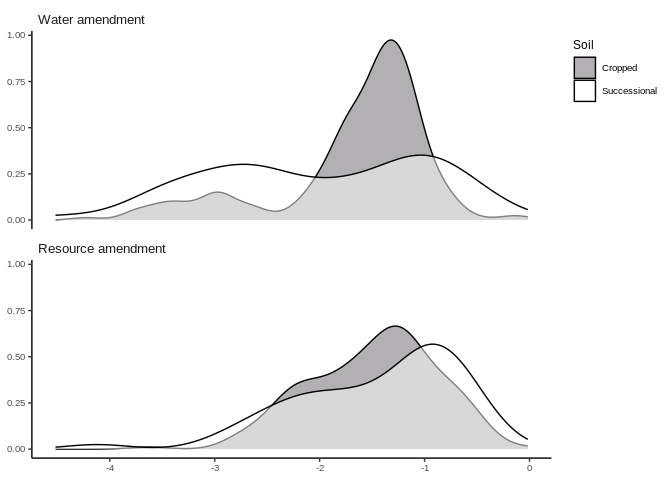 Water amendment
1.00
0.75
0.50
0.25
0.00
Soil
Cropped
Successional
Resource amendment
1.00
0.75
0.50
0.25
0.00
-4 -3 -2 -1 0